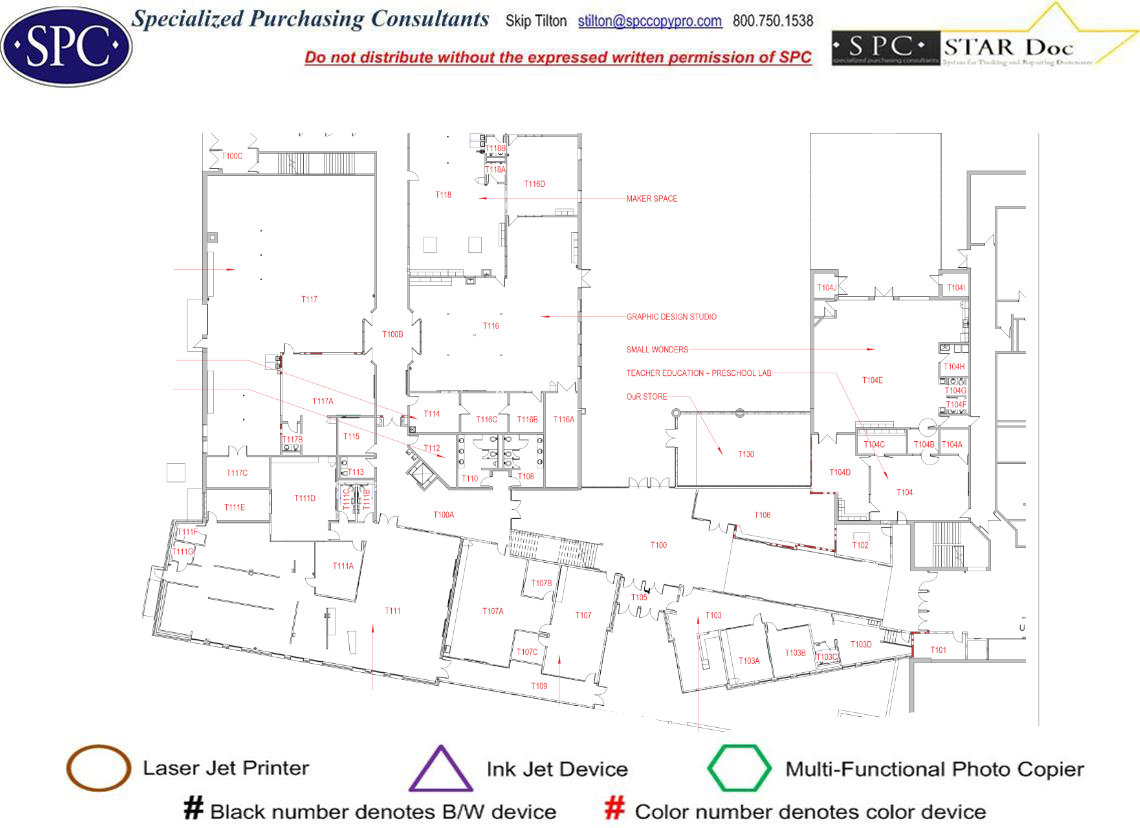 Specialized Purchasing Consultants Skip Tilton stilton@spccopypro.com 800.750.1538
·SPC·
Do not distribute without the expressed written permission of SPC
·SPC· STAR Doc
specialized purchasing consultants System for Tracking and Reporting Documents
T100C
T118B
T118A
T118
T116D
MAKER SPACE
T104J
T104I
T117
T100B
T116
GRAPHIC DESIGN STUDIO
SMALL WONDERS
T104H
TEACHER EDUCATION - PRESCHOOL LAB
T104E
T104G
OuR STORE
T104F
T117A
T114
T116C
T116B
T116A
T117B
T115
T112
T130
T104C
T104B
T104A
T117C
T113
T110
T108
T104D
T104
T111D
T111C
T111B
T111E
T100A
T106
T111F
T111G
T100
T102
T111A
T107B
T105
T111
T107A
T107
T103
T107C
T103A
T103B
T103C
T103D
T101
U
T109
Laser Jet Printer
Ink Jet Device
Multi-Functional Photo Copier
# Black number denotes B/W device
# Color number denotes color device